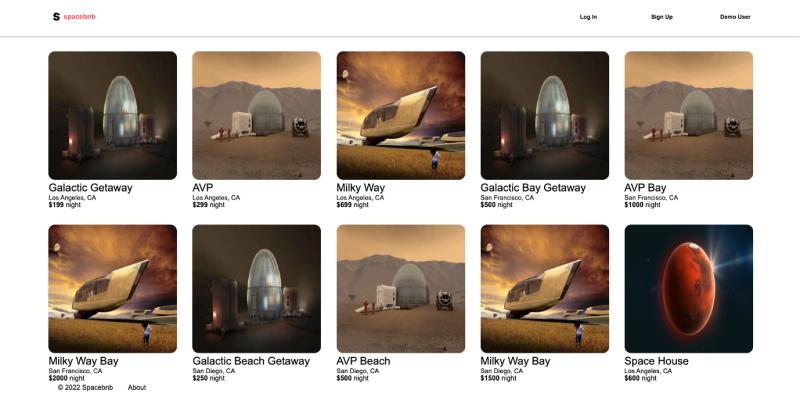 S spacebnb
Log In
Sign Up
Demo User
Galactic Getaway
Los Angeles, CA
$199 night
AVP
Los Angeles, CA
$299 night
Milky Way
Los Angeles, CA
$699 night
Galactic Bay Getaway
San Francisco, CA
$500 night
AVP Bay
San Francisco, CA
$1000 night
Milky Way Bay
San Francisco, CA
$2000 night
Galactic Beach Getaway
San Diego, CA
$250 night
AVP Beach
San Diego, CA
$500 night
Milky Way Bay
San Diego, CA
$1500 night
Space House
Los Angeles, CA
$600 night
© 2022 Spacebnb
About